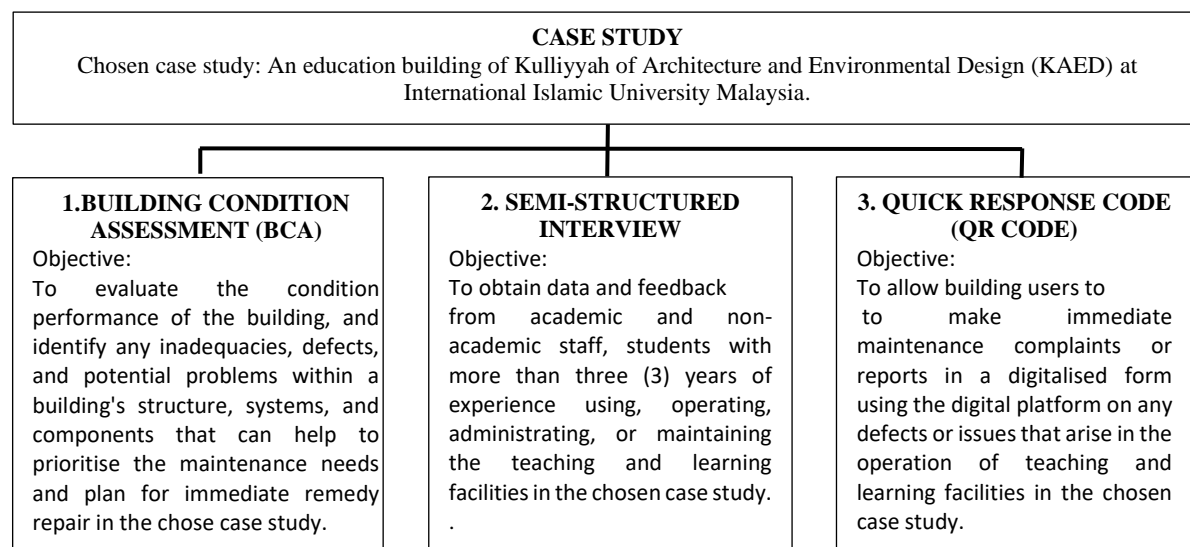 CASE STUDY
Chosen case study: An education building of Kulliyyah of Architecture and Environmental Design (KAED) at
International Islamic University Malaysia.
1.BUILDING CONDITION
ASSESSMENT (BCA)
Objective:
To evaluate the condition
performance of the building, and
identify any inadequacies, defects,
and potential problems within a
building's structure, systems, and
components that can help to
prioritise the maintenance needs
and plan for immediate remedy
repair in the chose case study.
2. SEMI-STRUCTURED
INTERVIEW
Objective:
To obtain data and feedback
from academic and non-
academic staff, students with
more than three (3) years of
experience using, operating,
administrating, or maintaining
the teaching and learning
facilities in the chosen case study.
.
3. QUICK RESPONSE CODE
(QR CODE)
Objective:
To allow building users to
to make immediate
maintenance complaints or
reports in a digitalised form
using the digital platform on any
defects or issues that arise in the
operation of teaching and
learning facilities in the chosen
case study.